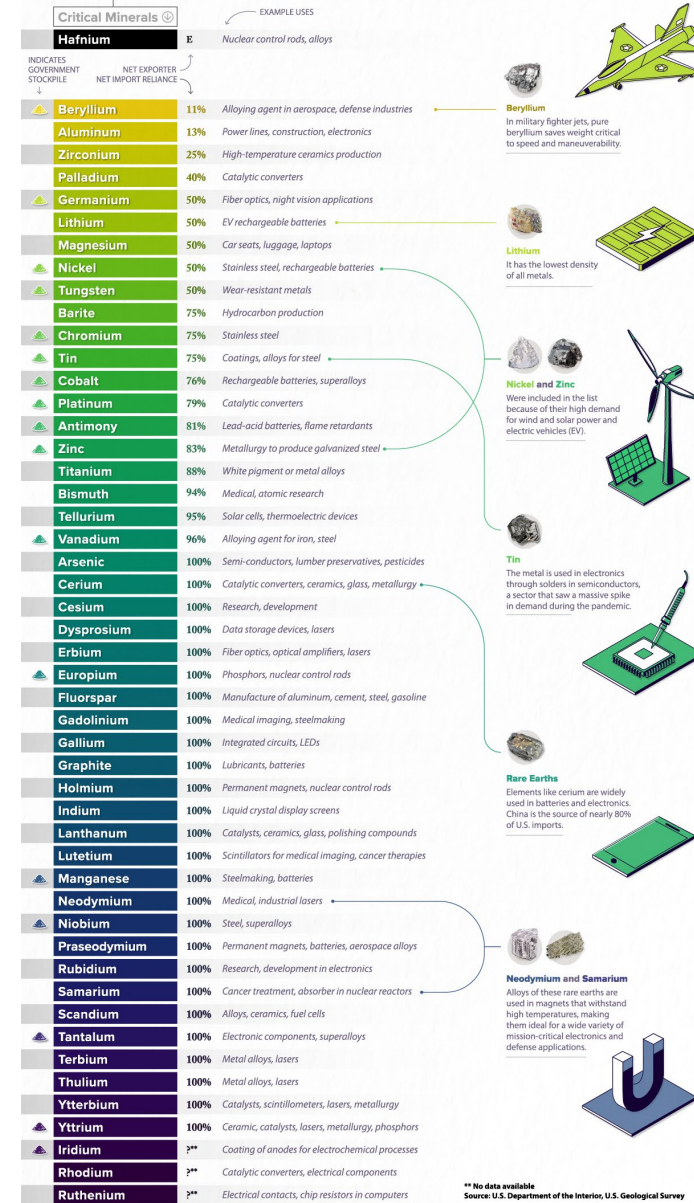 Critical Minerals
EXAMPLE USES
Hafnium E Nuclear control rods, alloys
INDICATES
GOVERNMENT
STOCKPILE
NET EXPORTER
NET IMPORT RELIANCE
Beryllium 11% Alloying agent in aerospace, defense industries
Aluminum 13% Power lines, construction, electronics
Zirconium 25% High-temperature ceramics production
Palladium 40% Catalytic converters
Germanium 50% Fiber optics, night vision applications
Lithium 50% EV rechargeable batteries
Magnesium 50% Car seats, luggage, laptops
Nickel 50% Stainless steel, rechargeable batteries
Tungsten 50% Wear-resistant metals
Barite 75% Hydrocarbon production
Chromium 75% Stainless steel
Tin 75% Coatings, alloys for steel
Cobalt 76% Rechargeable batteries, superalloys
Platinum 79% Catalytic converters
Antimony 81% Lead-acid batteries, flame retardants
Zinc 83% Metallurgy to produce galvanized steel
Titanium 88% White pigment or metal alloys
Bismuth 94% Medical, atomic research
Tellurium 95% Solar cells, thermoelectric devices
Vanadium 96% Alloying agent for iron, steel
Arsenic 100% Semi-conductors, lumber preservatives, pesticides
Cerium 100% Catalytic converters, ceramics, glass, metallurgy
Cesium 100% Research, development
Dysprosium 100% Data storage devices, lasers
Erbium 100% Fiber optics, optical amplifiers, lasers
Europium 100% Phosphors, nuclear control rods
Fluorspar 100% Manufacture of aluminum, cement, steel, gasoline
Gadolinium 100% Medical imaging, steelmaking
Gallium 100% Integrated circuits, LEDs
Graphite 100% Lubricants, batteries
Holmium 100% Permanent magnets, nuclear control rods
Indium 100% Liquid crystal display screens
Lanthanum 100% Catalysts, ceramics, glass, polishing compounds
Lutetium 100% Scintillators for medical imaging, cancer therapies
Manganese 100% Steelmaking, batteries
Neodymium 100% Medical, industrial lasers
Niobium 100% Steel, superalloys
Praseodymium 100% Permanent magnets, batteries, aerospace alloys
Rubidium 100% Research, development in electronics
Samarium 100% Cancer treatment, absorber in nuclear reactors
Scandium 100% Alloys, ceramics, fuel cells
Tantalum 100% Electronic components, superalloys
Terbium 100% Metal alloys, lasers
Thulium 100% Metal alloys, lasers
Ytterbium 100% Catalysts, scintillometers, lasers, metallurgy
Yttrium 100% Ceramic, catalysts, lasers, metallurgy, phosphors
Iridium ?** Coating of anodes for electrochemical processes
Rhodium ?** Catalytic converters, electrical components
Ruthenium ?** Electrical contacts, chip resistors in computers
Beryllium
In military fighter jets, pure
beryllium saves weight critical
to speed and maneuverability.
Lithium
It has the lowest density
of all metals.
Nickel and Zinc
Were included in the list
because of their high demand
for wind and solar power and
electric vehicles (EV).
Tin
The metal is used in electronics
through solders in semiconductors,
a sector that saw a massive spike
in demand during the pandemic.
Rare Earths
Elements like cerium are widely
used in batteries and electronics.
China is the source of nearly 80%
of U.S. imports.
Neodymium and Samarium
Alloys of these rare earths are
used in magnets that withstand
high temperatures, making
them ideal for a wide variety of
mission-critical electronics and
defense applications.
** No data available
Source: U.S. Department of the Interior, U.S. Geological Survey